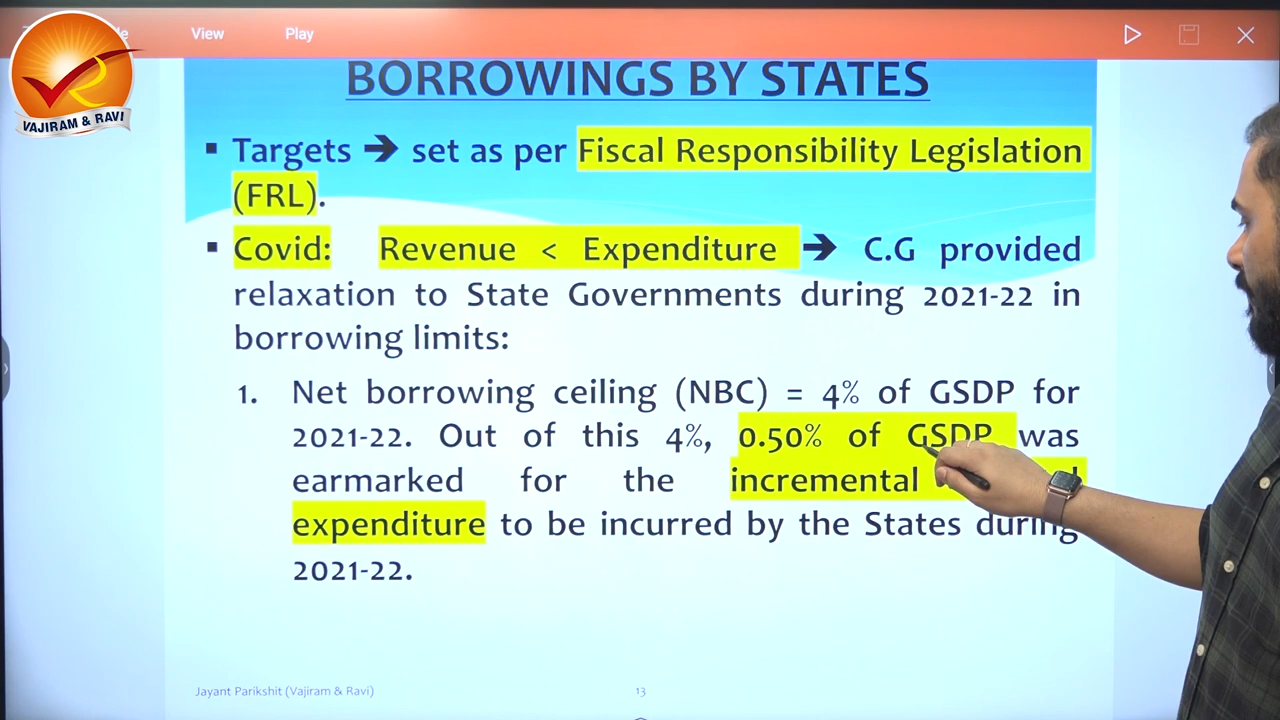 View Play
VAJIRAM & RAVI
BORROWINGS BY STATES
▪ Targets ➔ set as per Fiscal Responsibility Legislation
(FRL).
▪ Covid: Revenue < Expenditure ➔ C.G provided
relaxation to State Governments during 2021-22 in
borrowing limits:
1. Net borrowing ceiling (NBC) = 4% of GSDP for
2021-22. Out of this 4%, 0.50% of GSDP was
earmarked for the incremental
expenditure to be incurred by the States during
2021-22.
Jayant Parikshit (Vajiram & Ravi) 13